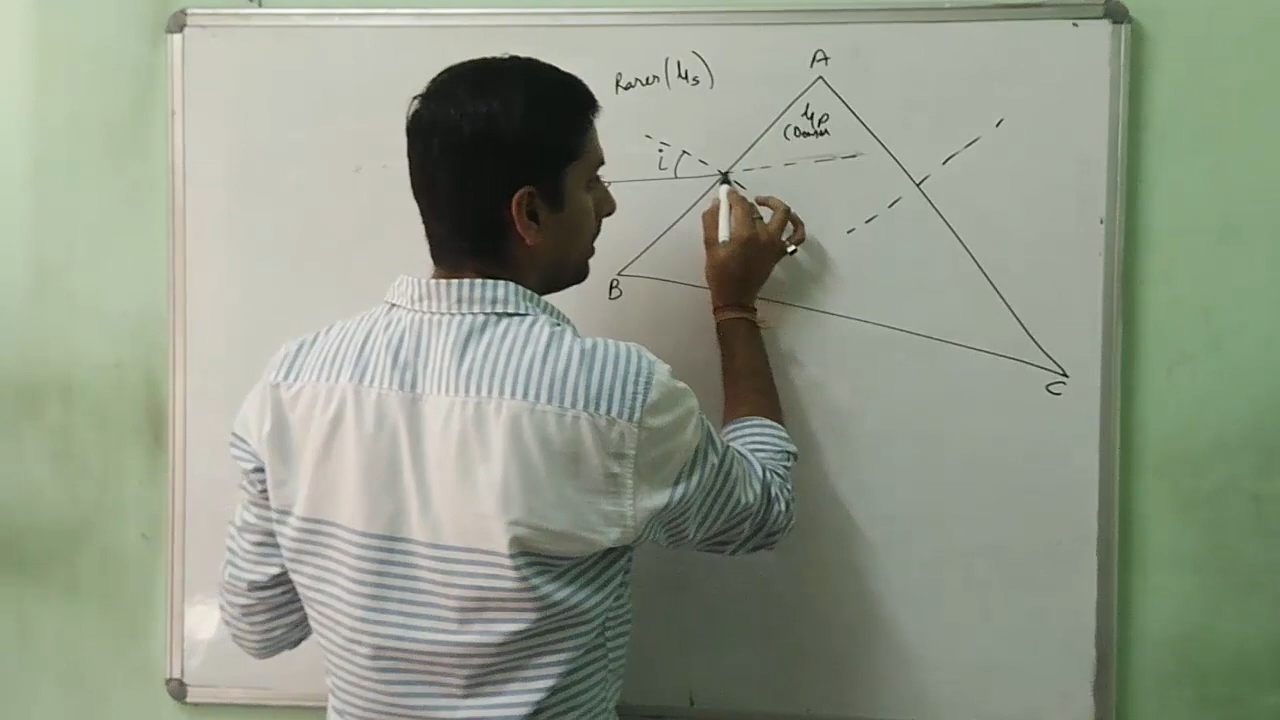 A
Rarer (μs)
μp
(Denser
i
B
C